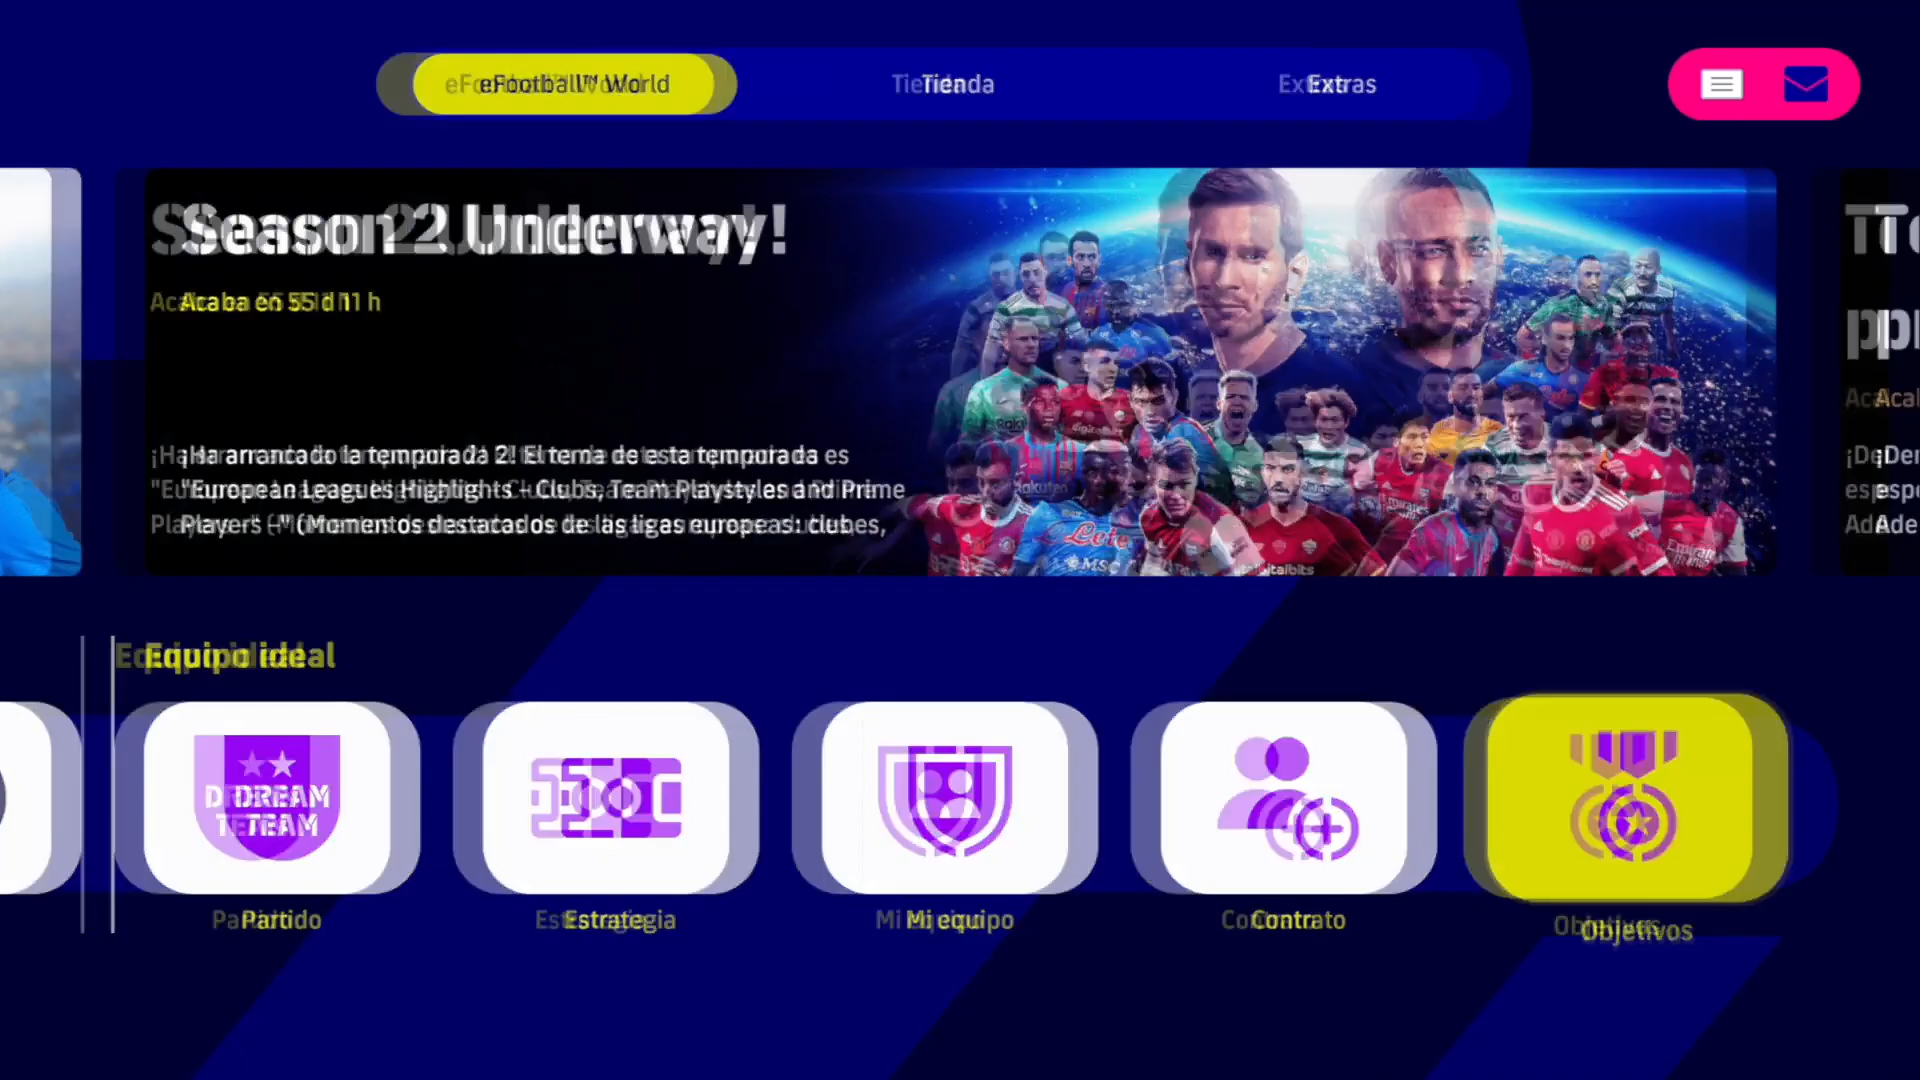 eFootball™ World
Tienda
Extras
Season 2 Underway!
Acaba en 55 d 11 h
¡Ha arrancado la temporada 2! El tema de esta temporada es
"European Leagues Highlights - Clubs, Team Playstyles and Prime
Players -" (Momentos destacados de las ligas europeas: clubes,
Equipo ideal
DREAM
TEAM
Partido
Estrategia
Mi equipo
Contrato
Objetivos